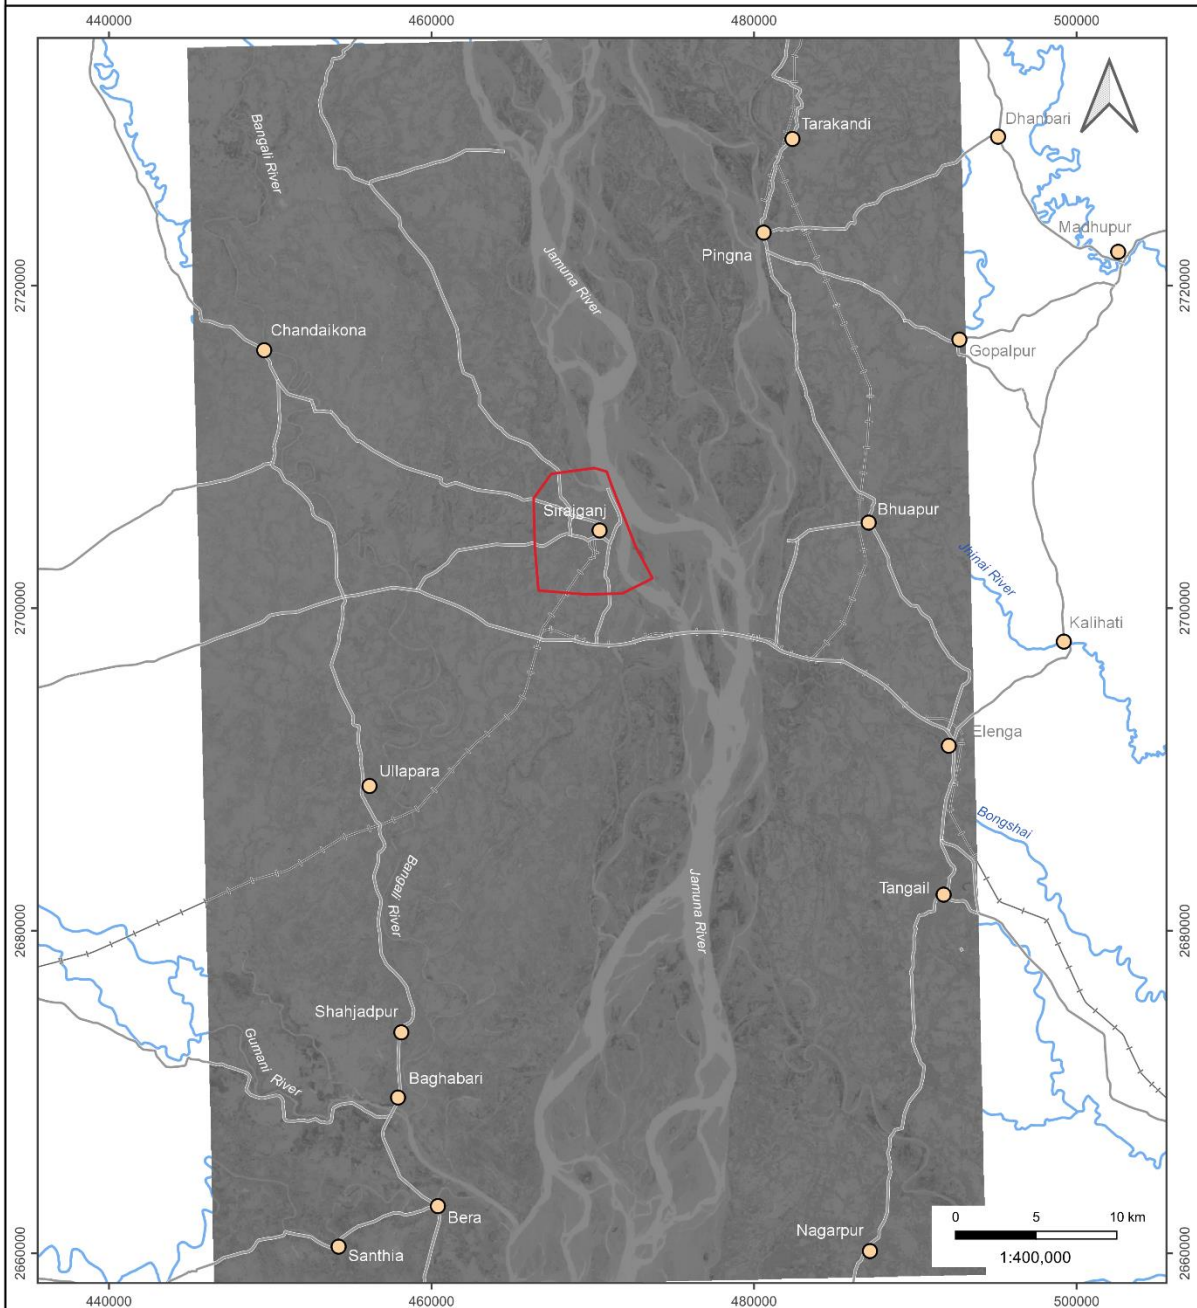 440000
460000
480000
500000
Tarakandi
Dhanbari
Bangali River
Madhupur
Pingna
Jamuna River
2720000
2720000
Chandaikona
Gopalpur
Sirajganj
Bhuapur
Jhinai River
2700000
2700000
Kalihati
Elenga
Ullapara
Bongshai
Bangali River
Tangail
Jamuna River
2680000
2680000
Shahjadpur
Gumani River
Baghabari
Bera
0 5 10 km
Nagarpur
Santhia
1:400,000
2660000
2660000
440000
460000
480000
500000